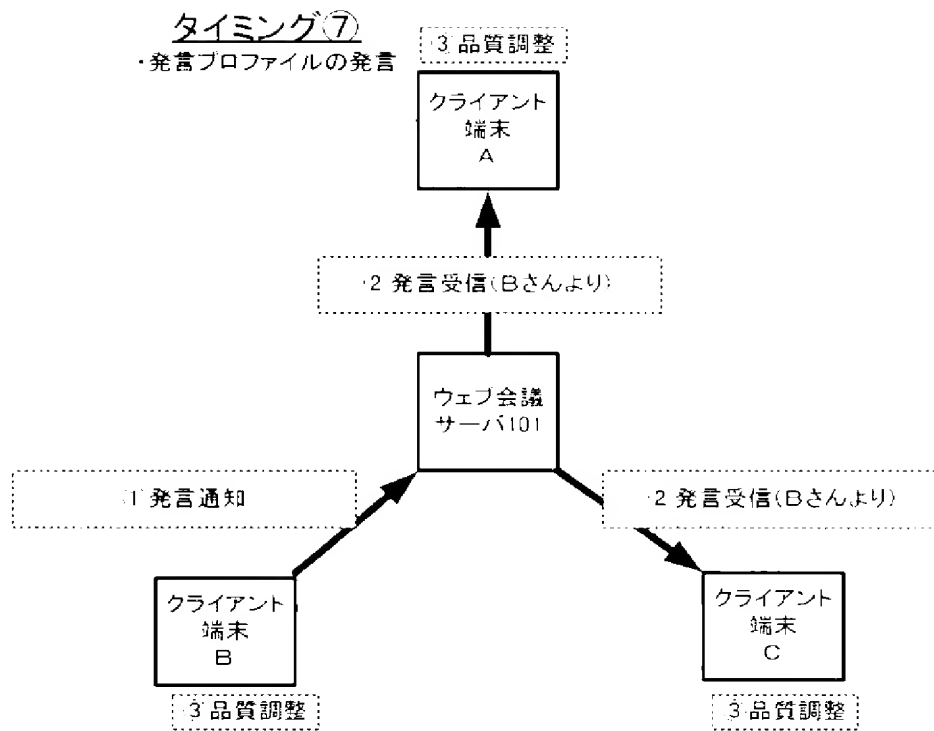 タイミング⑦
・発言プロファイルの発言
③品質調整
クライアント
端末
A
②発言受信(Bさんより)
ウェブ会議
サーバ101
①発言通知
②発言受信(Bさんより)
クライアント
端末
B
クライアント
端末
C
③品質調整
③品質調整